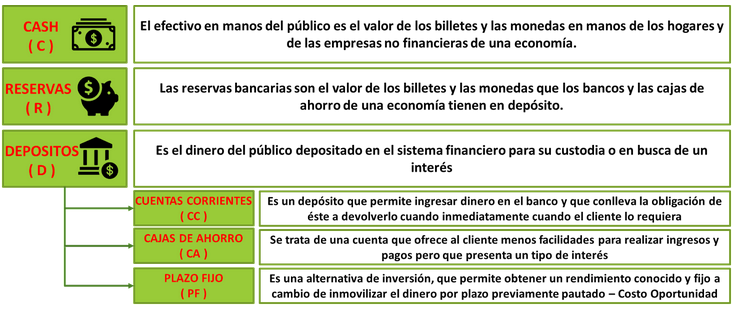 CASH
( C )
El efectivo en manos del público es el valor de los billetes y las monedas en manos de los hogares y
de las empresas no financieras de una economía.
RESERVAS
( R )
Las reservas bancarias son el valor de los billetes y las monedas que los bancos y las cajas de
ahorro de una economía tienen en depósito.
DEPOSITOS
( D )
Es el dinero del público depositado en el sistema financiero para su custodia o en busca de un
interés
CUENTAS CORRIENTES
(CC )
Es un depósito que permite ingresar dinero en el banco y que conlleva la obligación de
éste a devolverlo cuando inmediatamente cuando el cliente lo requiera
CAJAS DE AHORRO
(CA )
Se trata de una cuenta que ofrece al cliente menos facilidades para realizar ingresos y
pagos pero que presenta un tipo de interés
PLAZO FIJO
( PF )
Es una alternativa de inversión, que permite obtener un rendimiento conocido y fijo a
cambio de inmovilizar el dinero por plazo previamente pautado – Costo Oportunidad